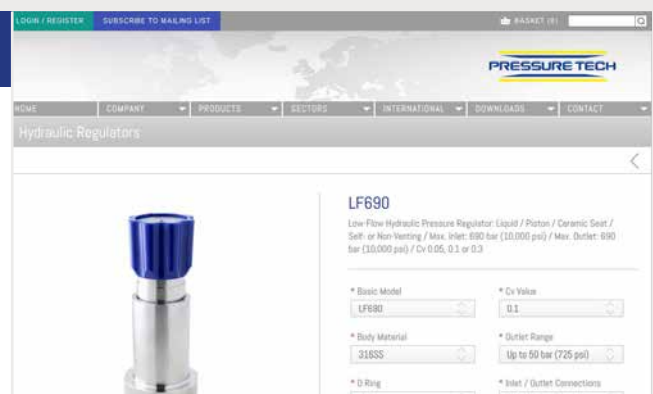 LOGIN / REGISTER SUBSCRIBE TO MAILING LIST BASKET (0)
PRESSURE TECH
HOME COMPANY PRODUCTS SECTORS INTERNATIONAL DOWNLOADS CONTACT
Hydraulic Regulators
LF690
Low-Flow Hydraulic Pressure Regulator: Liquid / Piston / Ceramic Seat /
Self- or Non-Venting / Max. Inlet: 690 bar (10,000 psi) / Max. Outlet: 690
bar (10,000 psi) / Cv 0.05, 0.1 or 0.3
* Basic Model * Cv Value
LF690 0.1
* Body Material * Outlet Range
316SS Up to 50 bar (725 psi)
* O Ring * Inlet / Outlet Connections